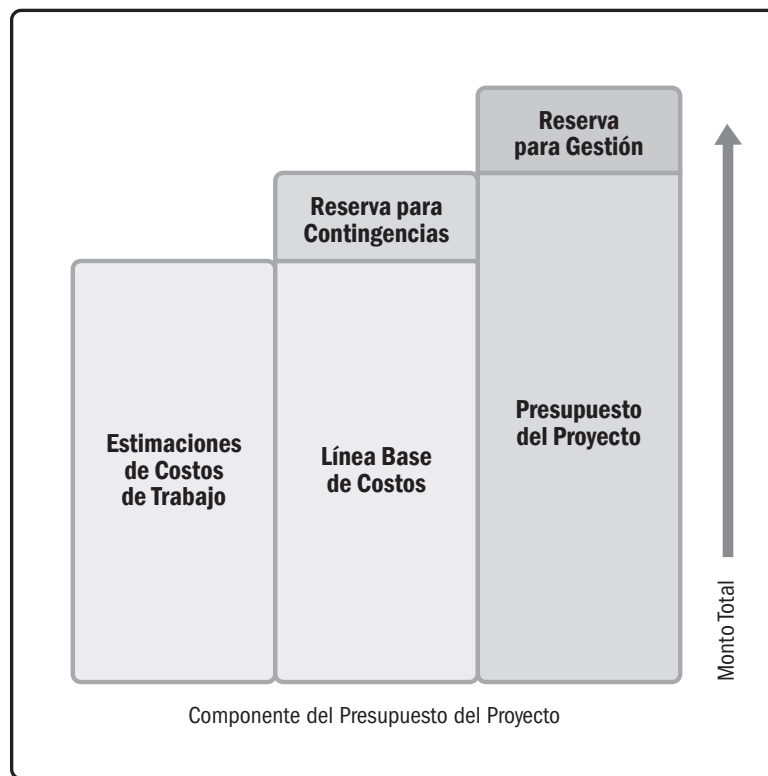 Reserva
para Gestión
Reserva para
Contingencias
Estimaciones
de Costos
de Trabajo
Línea Base
de Costos
Presupuesto
del Proyecto
Monto Total
Componente del Presupuesto del Proyecto